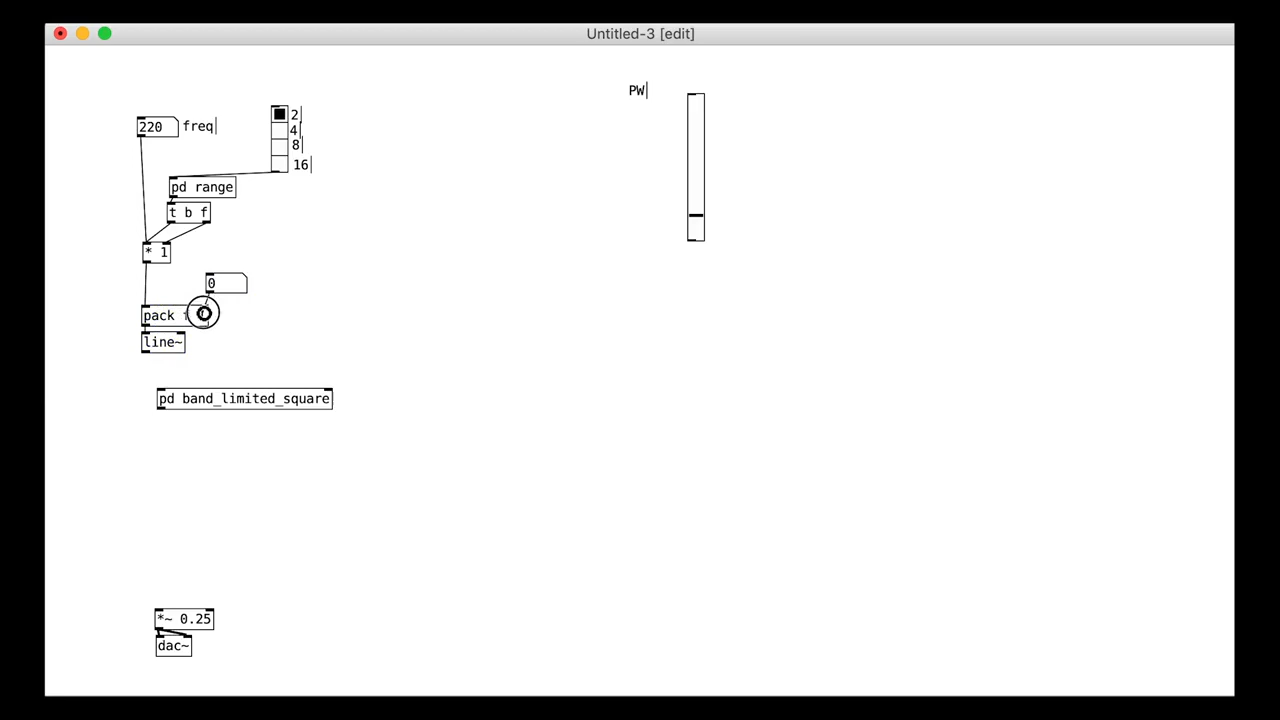 Untitled-3 [edit]
PW
220 freq
2
4
8
16
pd range
t b f
* 1
0
pack
line~
pd band_limited_square
*~ 0.25
dac~